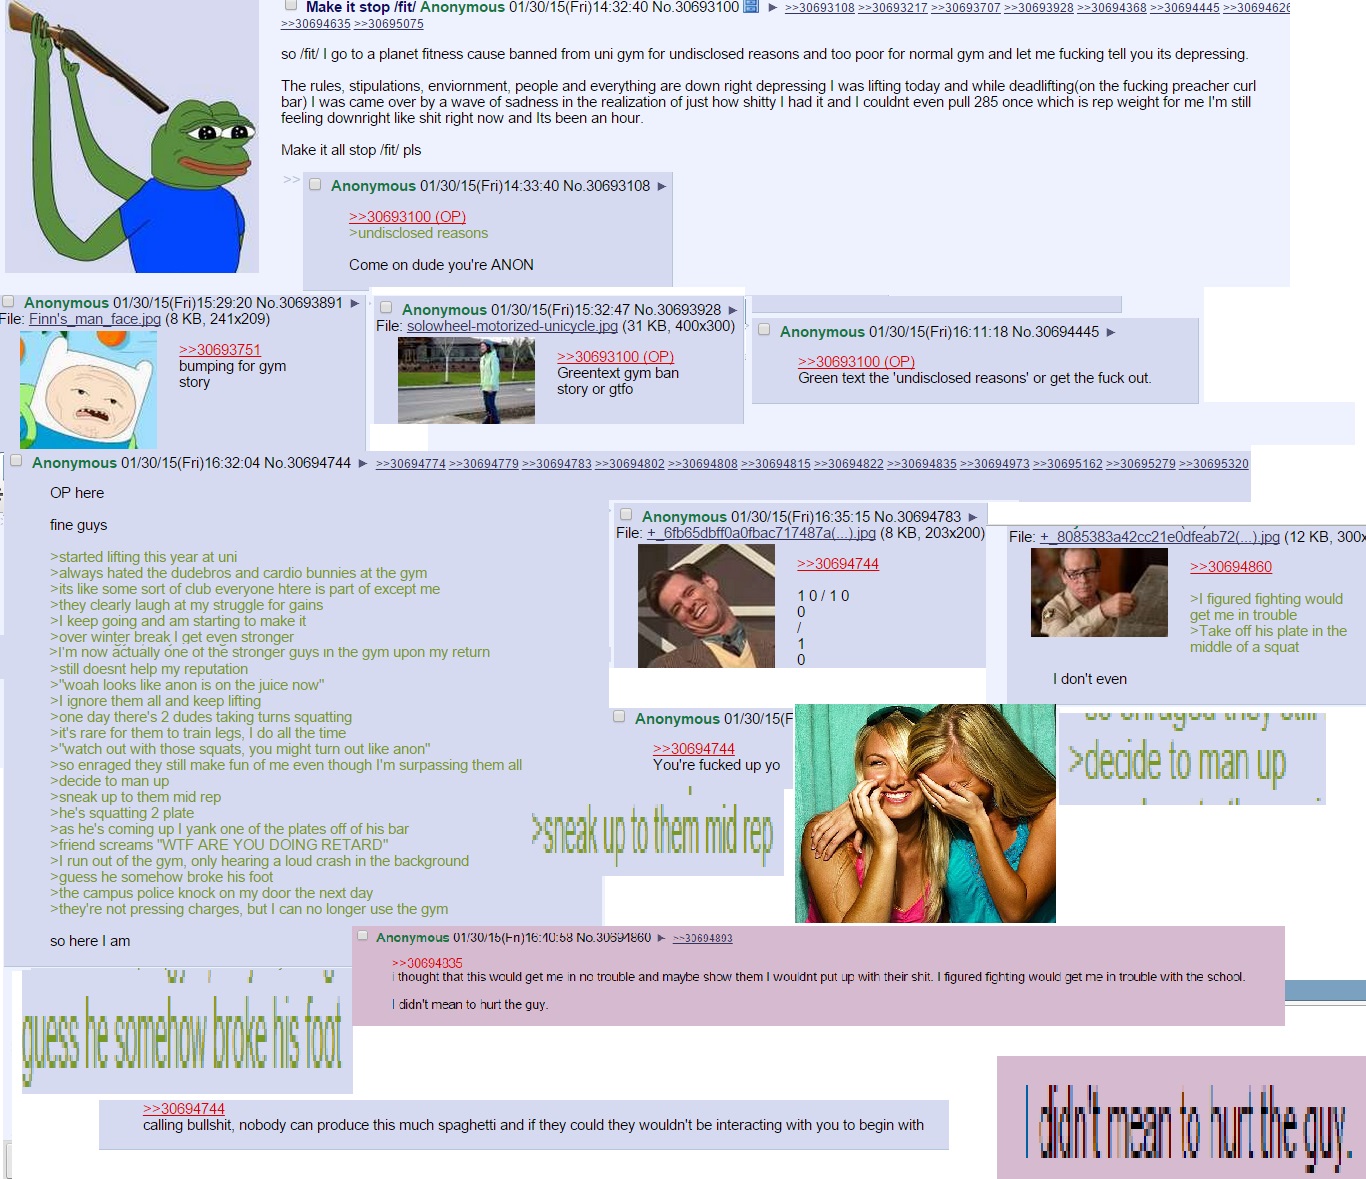 Make it stop /fit/ Anonymous 01/30/15(Fri)14:32:40 No.30693100 ▶ >>30693108 >>30693217 >>30693707 >>30693928 >>30694368 >>30694445 >>30694626
>>30694635 >>30695075
so /fit/ I go to a planet fitness cause banned from uni gym for undisclosed reasons and too poor for normal gym and let me fucking tell you its depressing.
The rules, stipulations, enviornment, people and everything are down right depressing I was lifting today and while deadlifting(on the fucking preacher curl
bar) I was came over by a wave of sadness in the realization of just how shitty I had it and I couldnt even pull 285 once which is rep weight for me I'm still
feeling downright like shit right now and Its been an hour.
Make it all stop /fit/ pls
>> Anonymous 01/30/15(Fri)14:33:40 No.30693108 ▶
>>30693100 (OP)
>undisclosed reasons
Come on dude you're ANON
Anonymous 01/30/15(Fri)15:29:20 No.30693891 ▶
File: Finn's_man_face.jpg (8 KB, 241x209)
>>30693751
bumping for gym
story
Anonymous 01/30/15(Fri)15:32:47 No.30693928 ▶
File: solowheel-motorized-unicycle.jpg (31 KB, 400x300)
>>30693100 (OP)
Greentext gym ban
story or gtfo
Anonymous 01/30/15(Fri)16:11:18 No.30694445 ▶
>>30693100 (OP)
Green text the 'undisclosed reasons' or get the fuck out.
Anonymous 01/30/15(Fri)16:32:04 No.30694744 ▶ >>30694774 >>30694779 >>30694783 >>30694802 >>30694808 >>30694815 >>30694822 >>30694835 >>30694973 >>30695162 >>30695279 >>30695320
OP here
fine guys
>started lifting this year at uni
>always hated the dudebros and cardio bunnies at the gym
>its like some sort of club everyone htere is part of except me
>they clearly laugh at my struggle for gains
>I keep going and am starting to make it
>over winter break I get even stronger
>I'm now actually one of the stronger guys in the gym upon my return
>still doesnt help my reputation
>"woah looks like anon is on the juice now"
>I ignore them all and keep lifting
>one day there's 2 dudes taking turns squatting
>it's rare for them to train legs, I do all the time
>"watch out with those squats, you might turn out like anon"
>so enraged they still make fun of me even though I'm surpassing them all
>decide to man up
>sneak up to them mid rep
>he's squatting 2 plate
>as he's coming up I yank one of the plates off of his bar
>friend screams "WTF ARE YOU DOING RETARD"
>I run out of the gym, only hearing a loud crash in the background
>guess he somehow broke his foot
>the campus police knock on my door the next day
>they're not pressing charges, but I can no longer use the gym
so here I am
Anonymous 01/30/15(Fri)16:35:15 No.30694783 ▶
File: +_6fb65dbff0a0fbac717487a(...).jpg (8 KB, 203x200)
>>30694744
1 0 / 1 0
0
/
1
0
File: +_8085383a42cc21e0dfeab72(...).jpg (12 KB, 300x
>>30694860
>I figured fighting would
get me in trouble
>Take off his plate in the
middle of a squat
I don't even
Anonymous 01/30/15(F
>>30694744
You're fucked up yo
so enraged they still
>decide to man up
>sneak up to them mid rep
Anonymous 01/30/15(Fri)16:40:58 No.30694860 ▶ >>30694893
>>30694835
i thought that this would get me in no trouble and maybe show them I wouldnt put up with their shit. I figured fighting would get me in trouble with the school.
I didn't mean to hurt the guy.
guess he somehow broke his foot
>>30694744
calling bullshit, nobody can produce this much spaghetti and if they could they wouldn't be interacting with you to begin with
I didn't mean to hurt the guy.